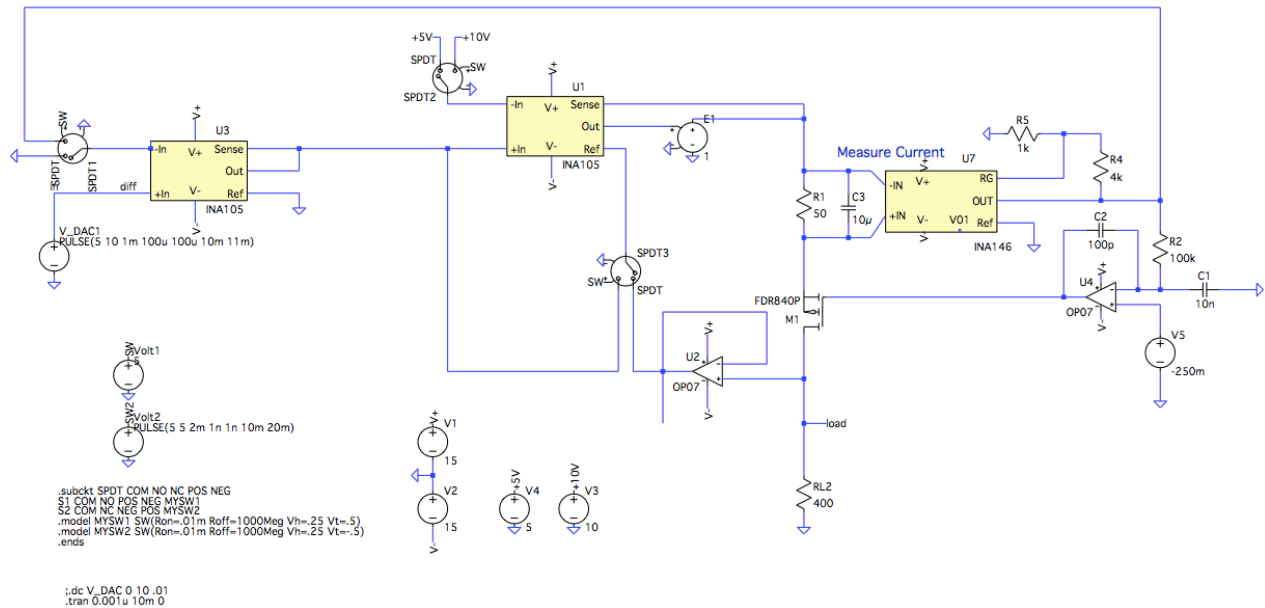 +5V
+10V
SPDT
SW
SPDT2
V+
U1
-In
V+
Sense
Out
V-
Ref
+In
INA105
V-
E1
1
SW
SPDT
SPDT1
V+
U3
-In
V+
Sense
Out
V-
Ref
+In
INA105
V-
in
diff
V_DAC1
PULSE(5 10 1m 100u 100u 10m 11m)
Measure Current
R1
50
C3
10µ
V+
U7
-IN
V+
RG
OUT
+IN
V-
V01
Ref
INA146
V-
R5
1k
R4
4k
C2
100p
R2
100k
C1
10n
V+
U4
OP07
V-
V5
-250m
SPDT3
SW
SPDT
FDR840P
M1
V+
U2
OP07
V-
load
RL2
400
SW
Volt1
5
SW2
Volt2
PULSE(5 5 2m 1n 1n 10m 20m)
V+
V1
15
V2
15
V-
+5V
V4
5
+10V
V3
10
.subckt SPDT COM NO NC POS NEG
S1 COM NO POS NEG MYSW1
S2 COM NC NEG POS MYSW2
.model MYSW1 SW(Ron=.01m Roff=1000Meg Vh=.25 Vt=.5)
.model MYSW2 SW(Ron=.01m Roff=1000Meg Vh=.25 Vt=-.5)
.ends
;.dc V_DAC 0 10 .01
.tran 0.001u 10m 0